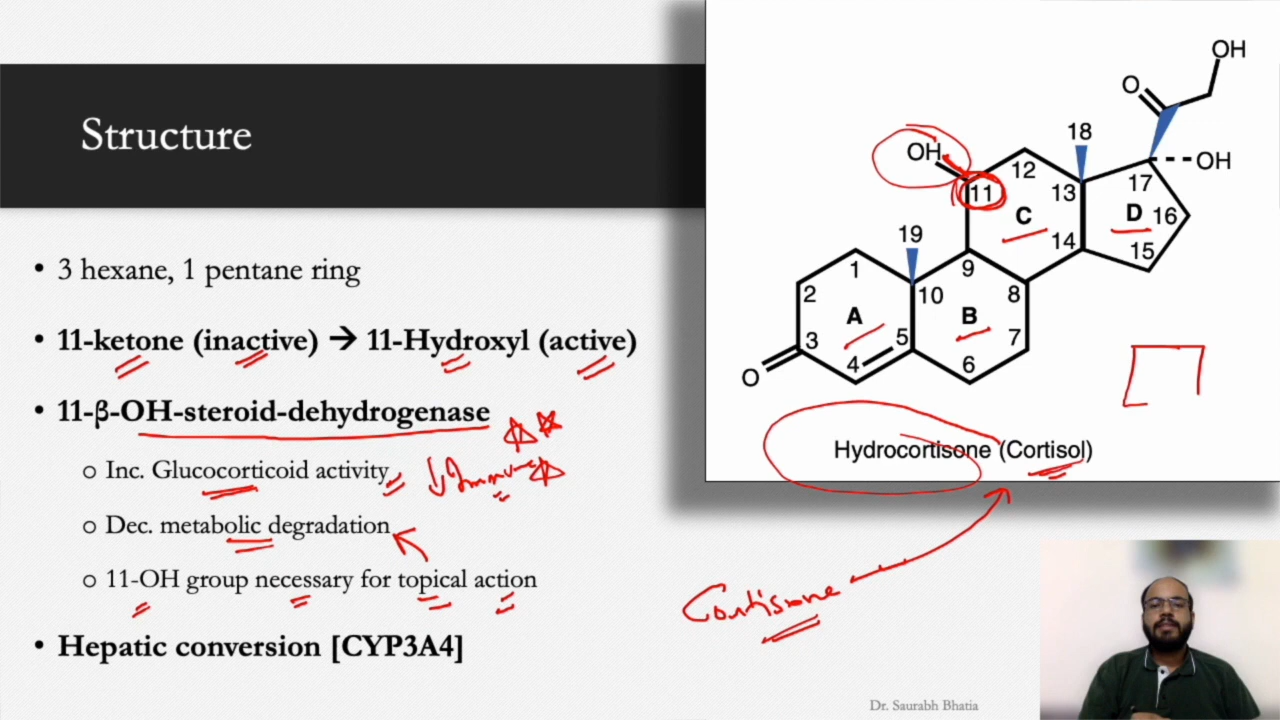 Structure
• 3 hexane, 1 pentane ring
• 11-ketone (inactive) → 11-Hydroxyl (active)
• 11-β-OH-steroid-dehydrogenase
○ Inc. Glucocorticoid activity
○ Dec. metabolic degradation
○ 11-OH group necessary for topical action
• Hepatic conversion [CYP3A4]
OH
O
18
OH
12
17
OH
11
13
C
D
16
19
14
15
1
9
2
10
8
A
B
3
5
7
4
6
O
Hydrocortisone (Cortisol)
Cortisone
Dr. Saurabh Bhatia